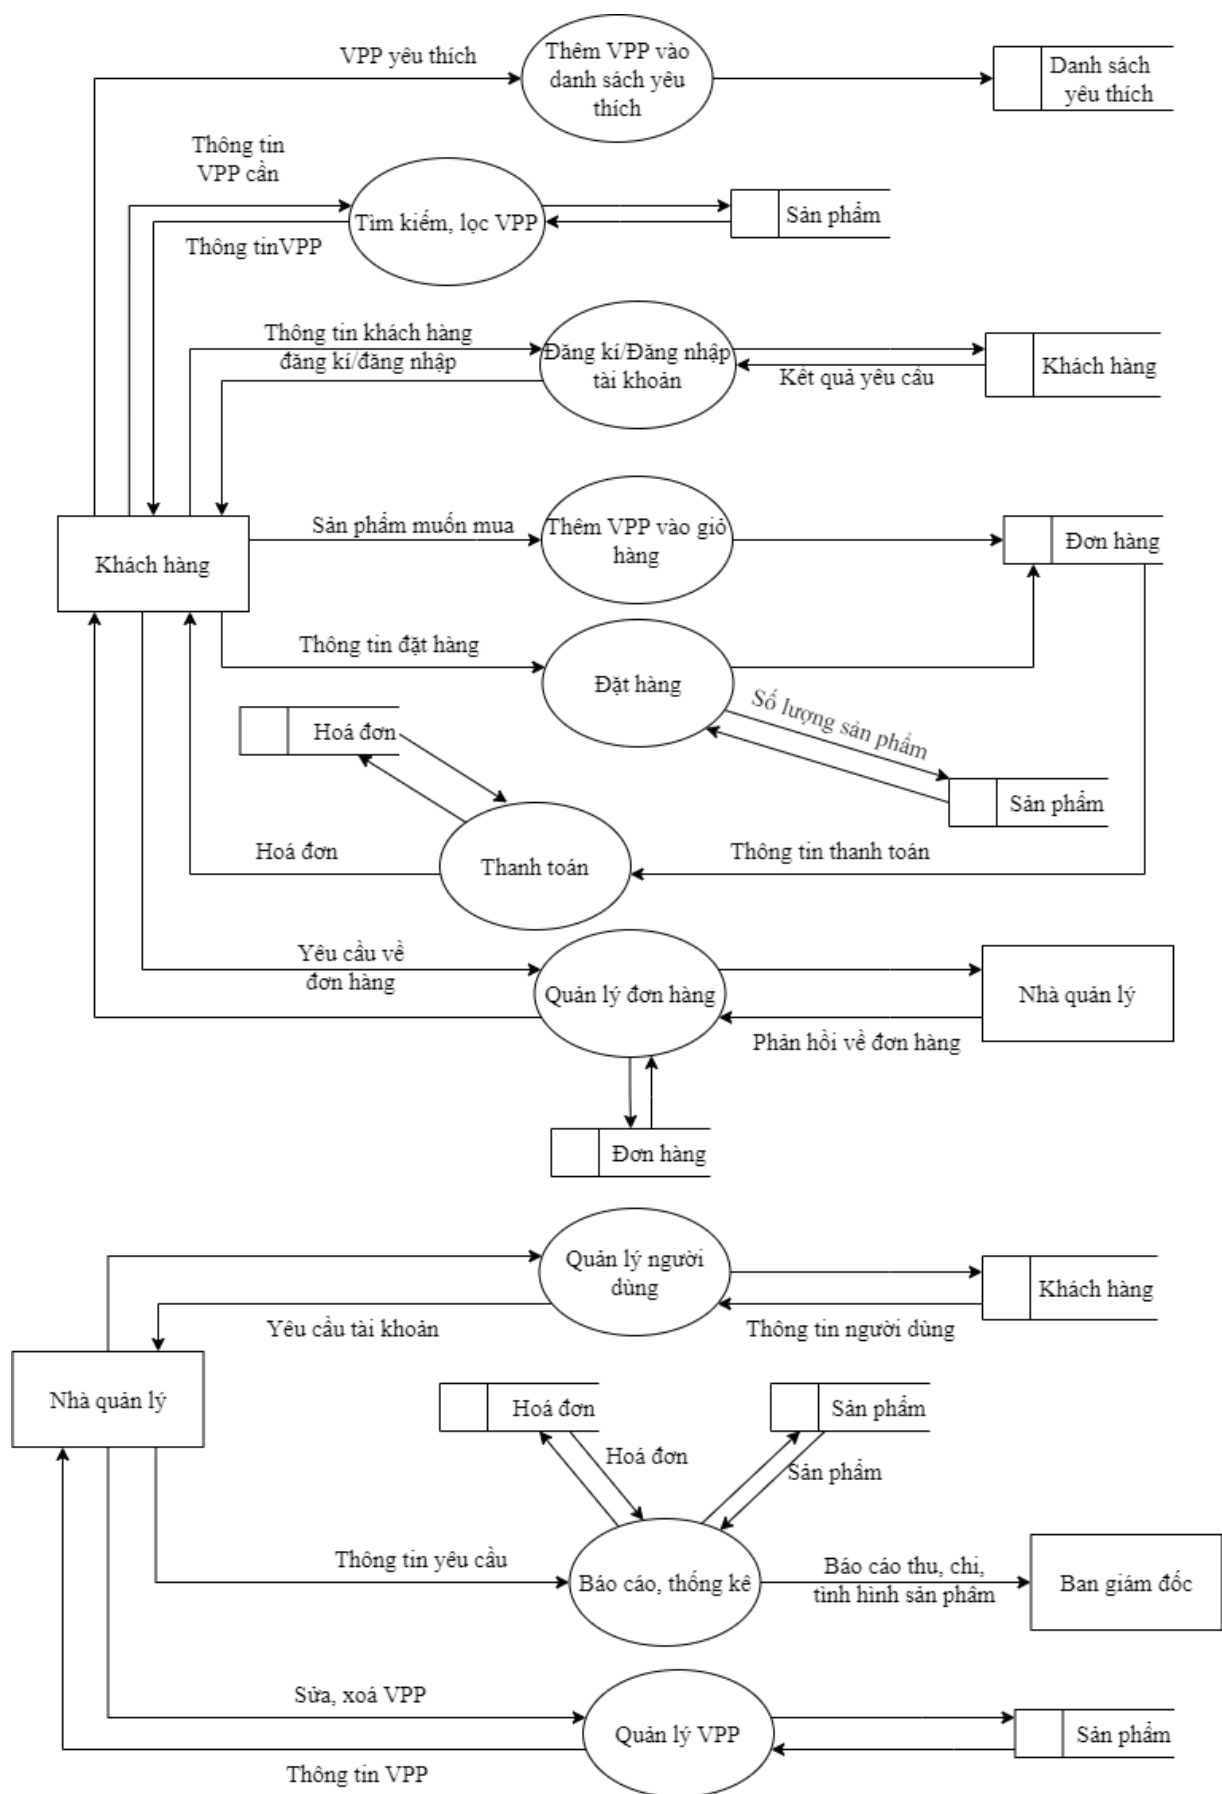 VPP yêu thích
Thêm VPP vào
danh sách yêu
thích
Danh sách
yêu thích
Thông tin
VPP cần
Tìm kiếm, lọc VPP
Sản phẩm
Thông tinVPP
Thông tin khách hàng
đăng kí/đăng nhập
Đăng kí/Đăng nhập
tài khoản
Kết quả yêu cầu
Khách hàng
Khách hàng
Sản phẩm muốn mua
Thêm VPP vào giỏ
hàng
Đơn hàng
Thông tin đặt hàng
Đặt hàng
Số lượng sản phẩm
Sản phẩm
Hoá đơn
Hoá đơn
Thanh toán
Thông tin thanh toán
Yêu cầu về
đơn hàng
Quản lý đơn hàng
Nhà quản lý
Phản hồi về đơn hàng
Đơn hàng
Quản lý người
dùng
Khách hàng
Yêu cầu tài khoản
Thông tin người dùng
Nhà quản lý
Hoá đơn
Sản phẩm
Hoá đơn
Sản phẩm
Thông tin yêu cầu
Báo cáo, thống kê
Báo cáo thu, chi,
tình hình sản phâm
Ban giám đốc
Sửa, xoá VPP
Quản lý VPP
Sản phẩm
Thông tin VPP